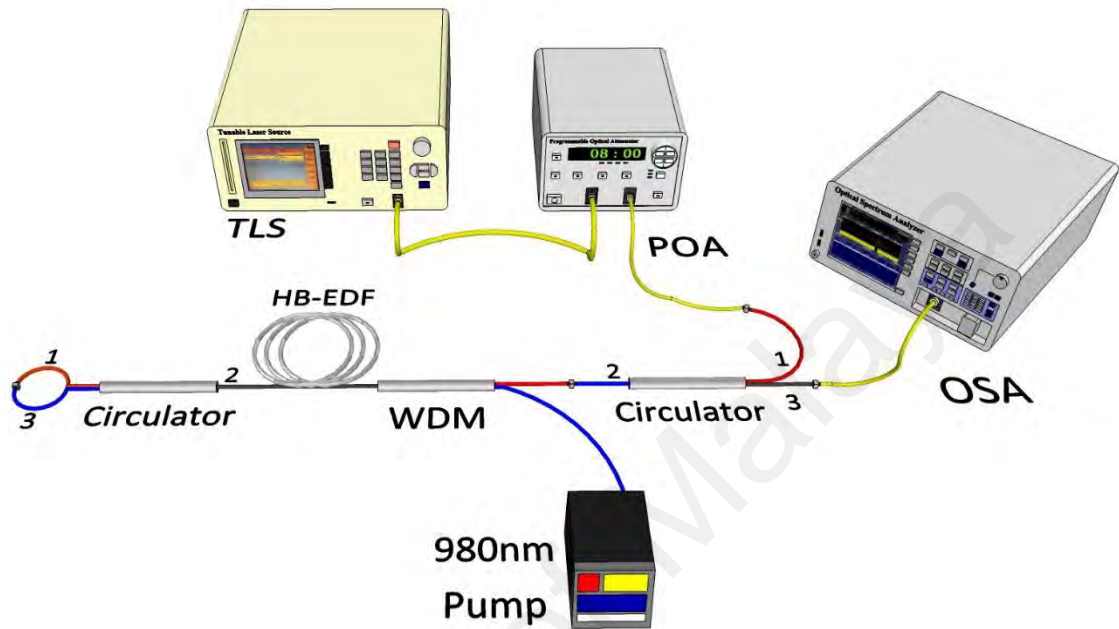 Tunable Laser Source
TLS
Programmable Optical Attenuator
08:00
POA
Optical Spectrum Analyzer
OSA
HB-EDF
1
3
Circulator
2
WDM
2
Circulator
1
3
980nm
Pump
Malaya